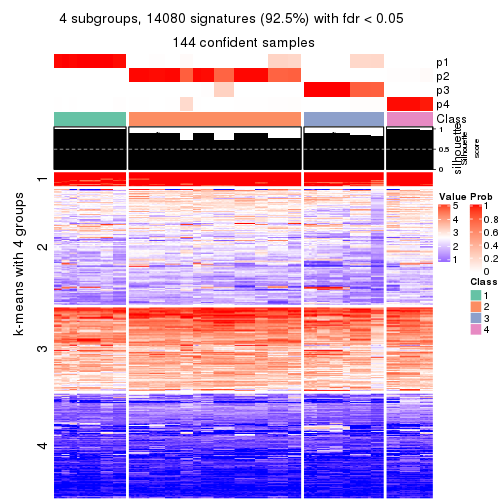 4 subgroups, 14080 signatures (92.5%) with fdr < 0.05
144 confident samples
p1
p2
p3
p4
Class
silhouette
Silhouette
score
1
0.5
0
k-means with 4 groups
1
2
3
4
Value
5
4
3
2
1
Prob
1
0.8
0.6
0.4
0.2
0
Class
1
2
3
4